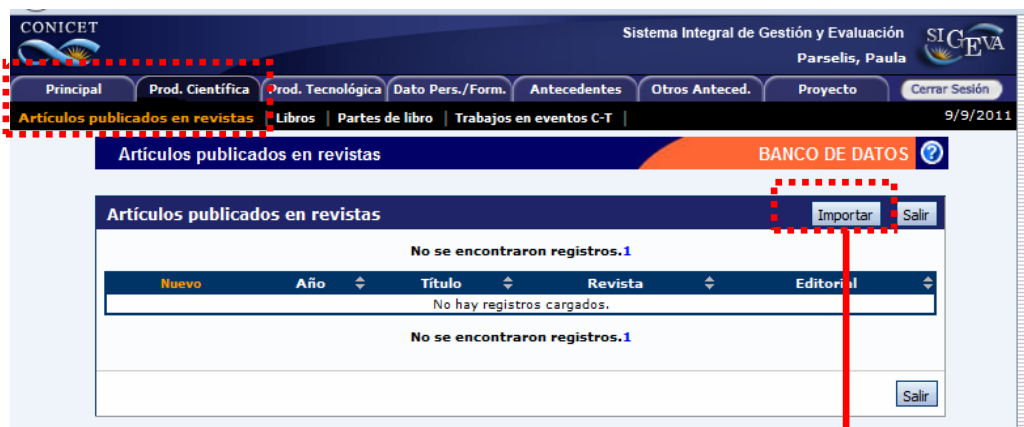 CONICET
Sistema Integral de Gestión y Evaluación
SIGEVA
Parselis, Paula
Principal Prod. Científica Prod. Tecnológica Dato Pers./Form. Antecedentes Otros Anteced. Proyecto Cerrar Sesión
Artículos publicados en revistas | Libros | Partes de libro | Trabajos en eventos C-T | 9/9/2011
Artículos publicados en revistas BANCO DE DATOS ?
Artículos publicados en revistas Importar Salir
No se encontraron registros.1
Nuevo Año Título Revista Editorial
No hay registros cargados.
No se encontraron registros.1
Salir